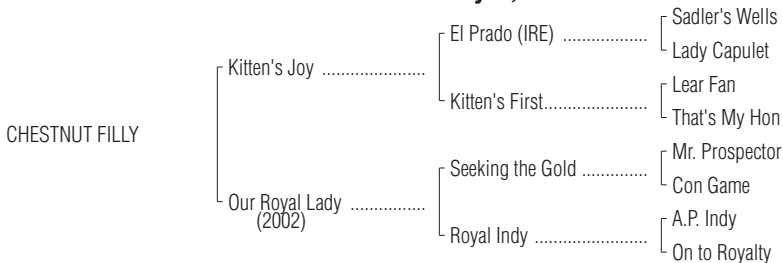 Sadler's Wells
El Prado (IRE) ..................
Lady Capulet
Kitten's Joy ......................
Lear Fan
Kitten's First......................
That's My Hon
CHESTNUT FILLY
Mr. Prospector
Seeking the Gold ..............
Con Game
Our Royal Lady ................
(2002)
A.P. Indy
Royal Indy ........................
On to Royalty